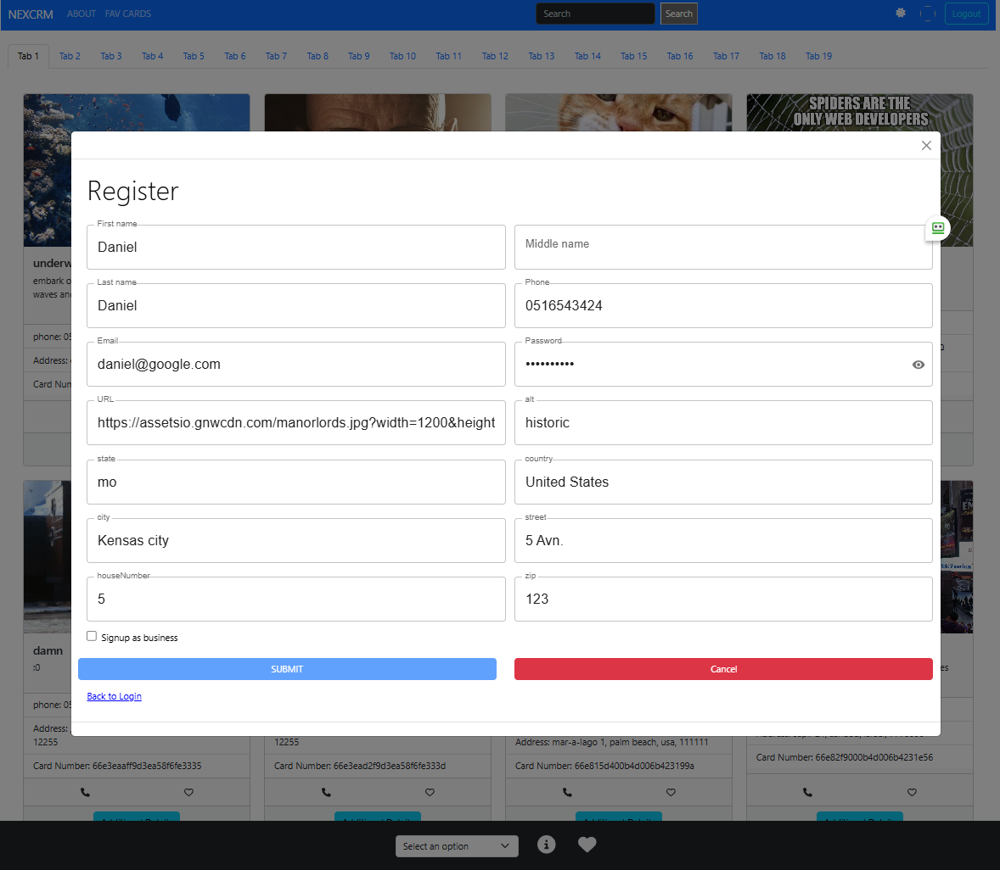 NEXCRM ABOUT FAV CARDS Search Search Logout
Tab 1 Tab 2 Tab 3 Tab 4 Tab 5 Tab 6 Tab 7 Tab 8 Tab 9 Tab 10 Tab 11 Tab 12 Tab 13 Tab 14 Tab 15 Tab 16 Tab 17 Tab 18 Tab 19
SPIDERS ARE THE
ONLY WEB DEVELOPERS
Register
First name
Daniel
Middle name
Last name
Daniel
Phone
0516543424
Email
daniel@google.com
Password
••••••••••
URL
https://assetsio.gnwcdn.com/manorlords.jpg?width=1200&height
alt
historic
state
mo
country
United States
city
Kensas city
street
5 Avn.
houseNumber
5
zip
123
Signup as business
SUBMIT Cancel
Back to Login
underw
embark o
waves an
phone: 05
Address:
Card Num
damn
:0
phone: 05
Address:
12255
Card Number: 66e3eaaff9d3ea58f6fe3335
12255
Card Number: 66e3ead2f9d3ea58f6fe333d
Address: mar-a-lago 1, palm beach, usa, 111111
Card Number: 66e815d400b4d006b423199a
Card Number: 66e82f9000b4d006b4231e56
Select an option